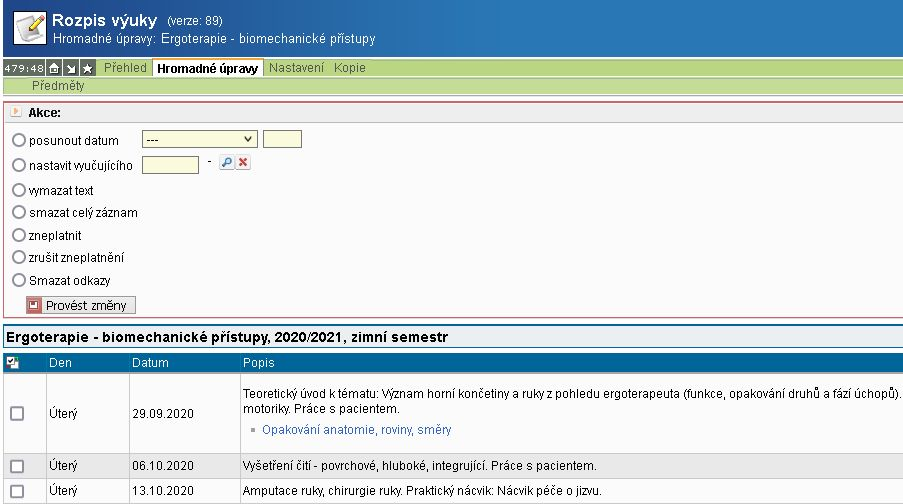 Rozpis výuky (verze: 89)
Hromadné úpravy: Ergoterapie - biomechanické přístupy
479:48 Přehled Hromadné úpravy Nastavení Kopie
Předměty
Akce:
posunout datum ---
nastavit vyučujícího -
vymazat text
smazat celý záznam
zneplatnit
zrušit zneplatnění
Smazat odkazy
Provést změny
Ergoterapie - biomechanické přístupy, 2020/2021, zimní semestr
Den Datum Popis
Teoretický úvod k tématu: Význam horní končetiny a ruky z pohledu ergoterapeuta (funkce, opakování druhů a fází úchopů).
Úterý 29.09.2020 motoriky. Práce s pacientem.
Opakování anatomie, roviny, směry
Úterý 06.10.2020 Vyšetření čití - povrchové, hluboké, integrující. Práce s pacientem.
Úterý 13.10.2020 Amputace ruky, chirurgie ruky. Praktický nácvik: Nácvik péče o jizvu.